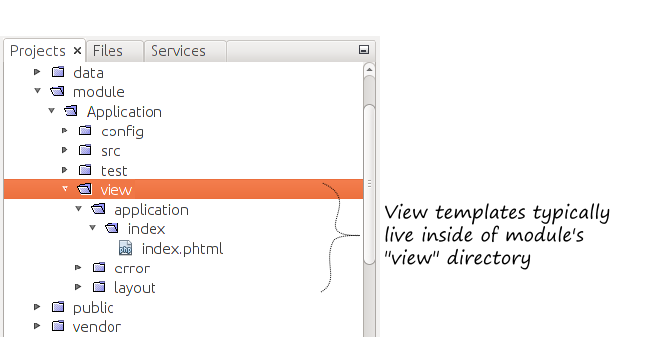 Projects × Files Services
data
module
Application
config
src
test
view
application
index
index.phtml
error
layout
public
vendor
View templates typically
live inside of module's
"view" directory